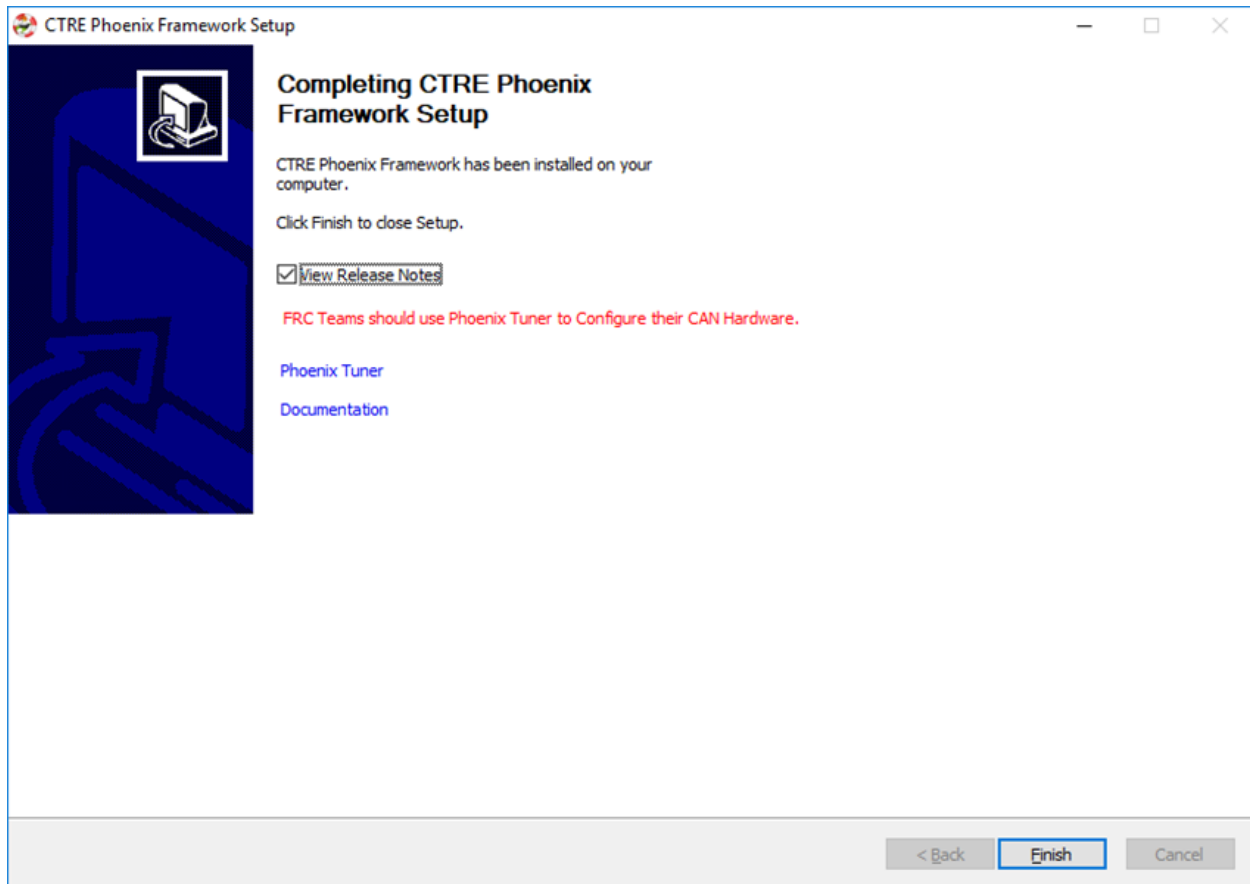 CTRE Phoenix Framework Setup
Completing CTRE Phoenix
Framework Setup
CTRE Phoenix Framework has been installed on your
computer.
Click Finish to close Setup.
View Release Notes
FRC Teams should use Phoenix Tuner to Configure their CAN Hardware.
Phoenix Tuner
Documentation
< Back Finish Cancel